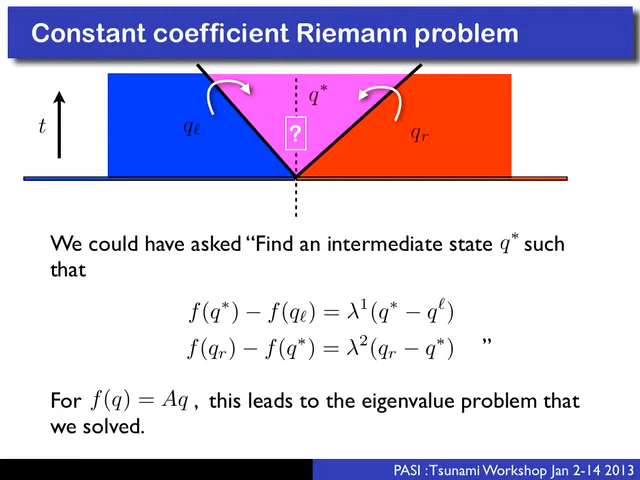 Constant coefficient Riemann problem
t
q*
qℓ
?
qr
We could have asked “Find an intermediate state q* such
that
f(q*) − f(qℓ) = λ¹(q* − qˡ)
f(qr) − f(q*) = λ²(qr − q*) ”
For f(q) = Aq , this leads to the eigenvalue problem that
we solved.
PASI : Tsunami Workshop Jan 2-14 2013